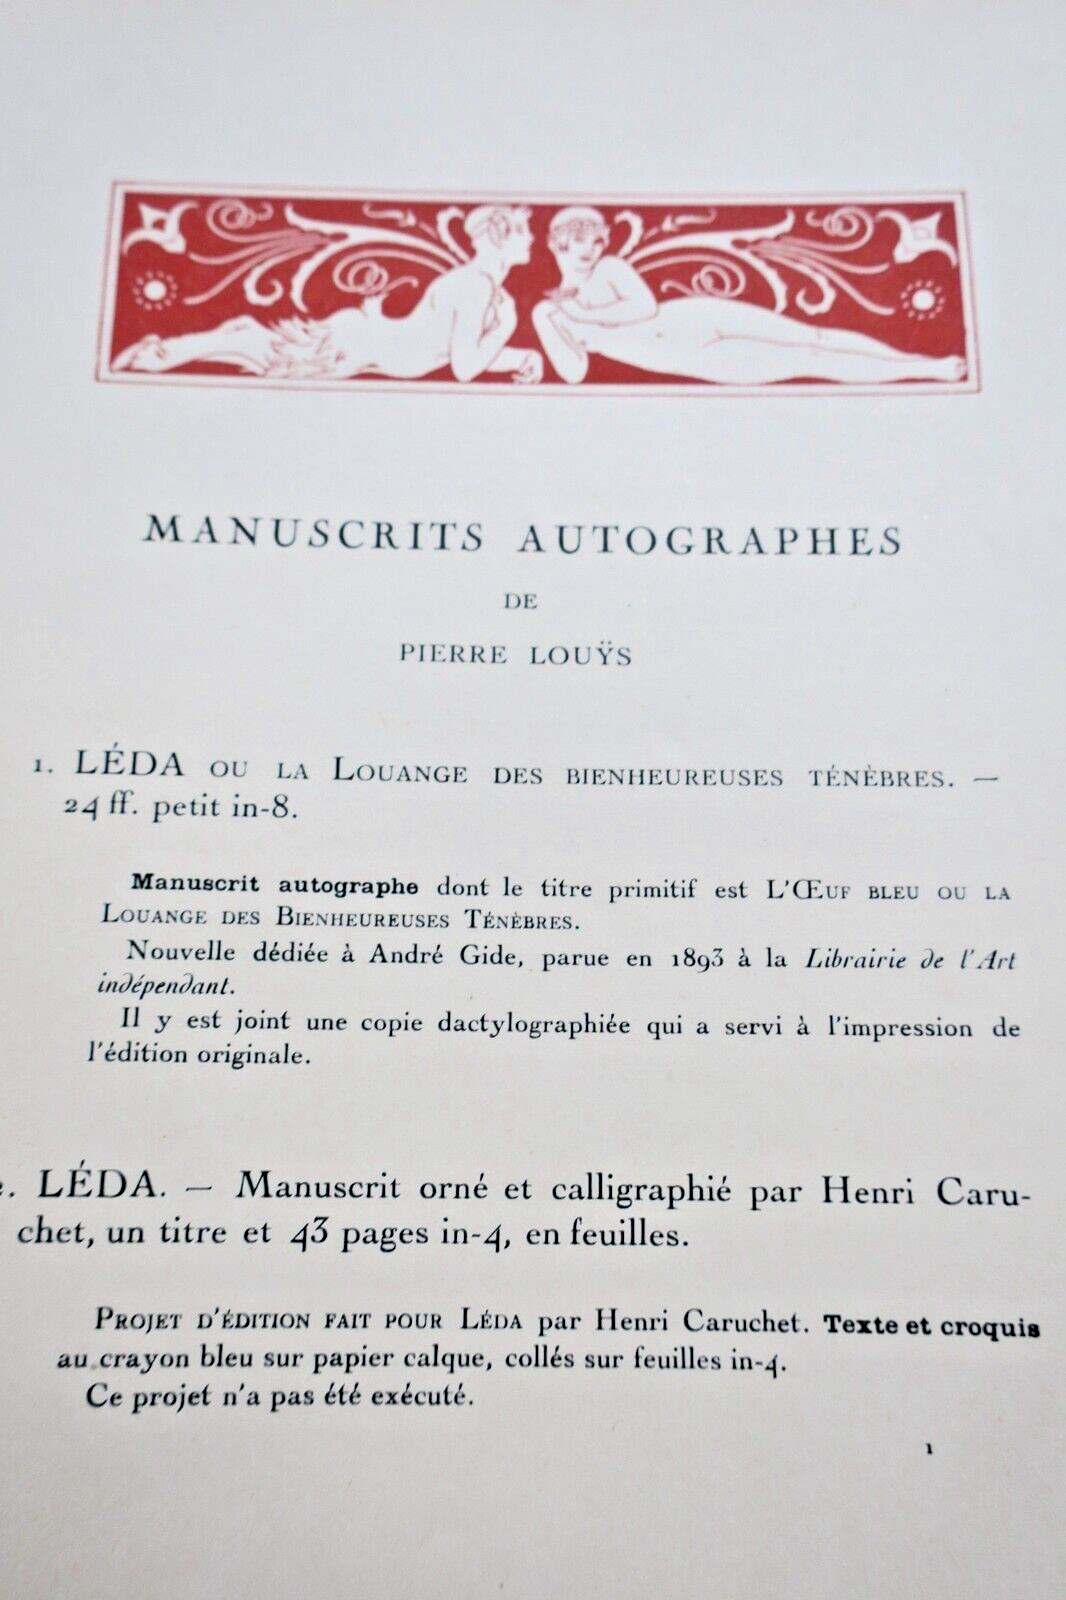 MANUSCRITS AUTOGRAPHES
DE
PIERRE LOUŸS
1. LÉDA OU LA LOUANGE DES BIENHEUREUSES TÉNÈBRES. —
24 ff. petit in-8.
Manuscrit autographe dont le titre primitif est L'ŒUF BLEU OU LA
LOUANGE DES BIENHEUREUSES TÉNÈBRES.
Nouvelle dédiée à André Gide, parue en 1893 à la Librairie de l'Art
indépendant.
Il y est joint une copie dactylographiée qui a servi à l'impression de
l'édition originale.
2. LÉDA. — Manuscrit orné et calligraphié par Henri Caru-
chet, un titre et 43 pages in-4, en feuilles.
PROJET D'ÉDITION FAIT POUR LÉDA par Henri Caruchet. Texte et croquis
au crayon bleu sur papier calque, collés sur feuilles in-4.
Ce projet n'a pas été exécuté.
1